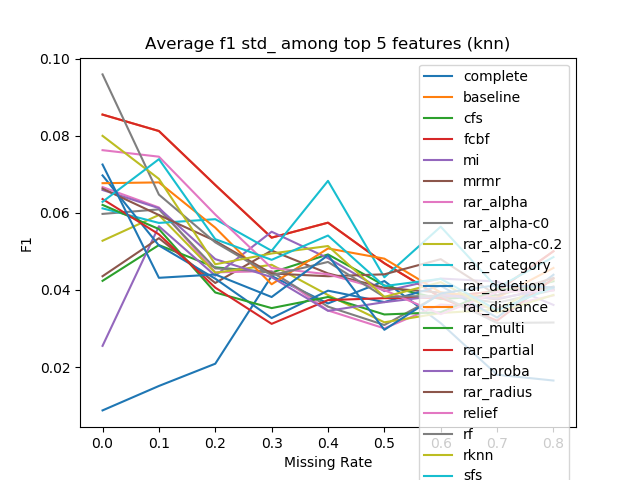 Average f1 std_ among top 5 features (knn)
0.10
0.08
0.06
0.04
0.02
F1
0.0 0.1 0.2 0.3 0.4 0.5 0.6 0.7 0.8
Missing Rate
complete
baseline
cfs
fcbf
mi
mrmr
rar_alpha
rar_alpha-c0
rar_alpha-c0.2
rar_category
rar_deletion
rar_distance
rar_multi
rar_partial
rar_proba
rar_radius
relief
rf
rknn
sfs